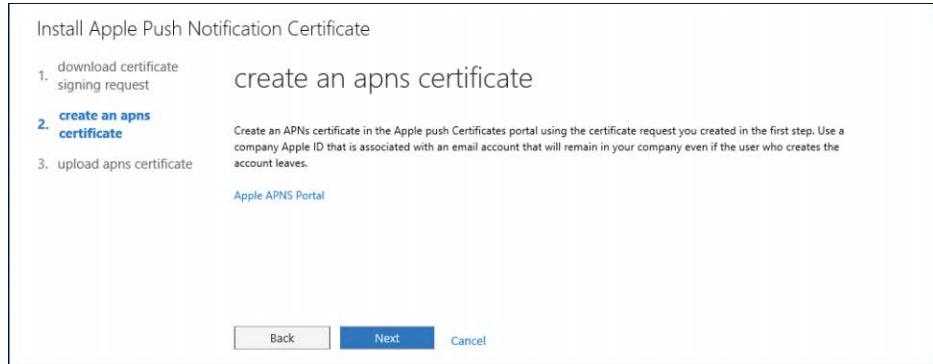 Install Apple Push Notification Certificate
1. download certificate
signing request
2. create an apns
certificate
3. upload apns certificate
create an apns certificate
Create an APNs certificate in the Apple push Certificates portal using the certificate request you created in the first step. Use a
company Apple ID that is associated with an email account that will remain in your company even if the user who creates the
account leaves.
Apple APNS Portal
Back Next Cancel